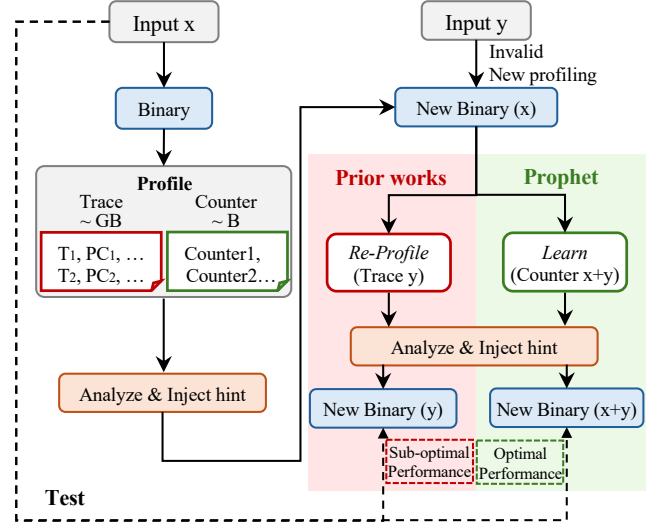 Input x
Input y
Invalid
New profiling
Binary
New Binary (x)
Profile
Trace
~ GB
Counter
~ B
T1, PC1, …
T2, PC2, …
Counter1,
Counter2…
Prior works
Prophet
Re-Profile
(Trace y)
Learn
(Counter x+y)
Analyze & Inject hint
Analyze & Inject hint
New Binary (y)
New Binary (x+y)
Sub-optimal
Performance
Optimal
Performance
Test